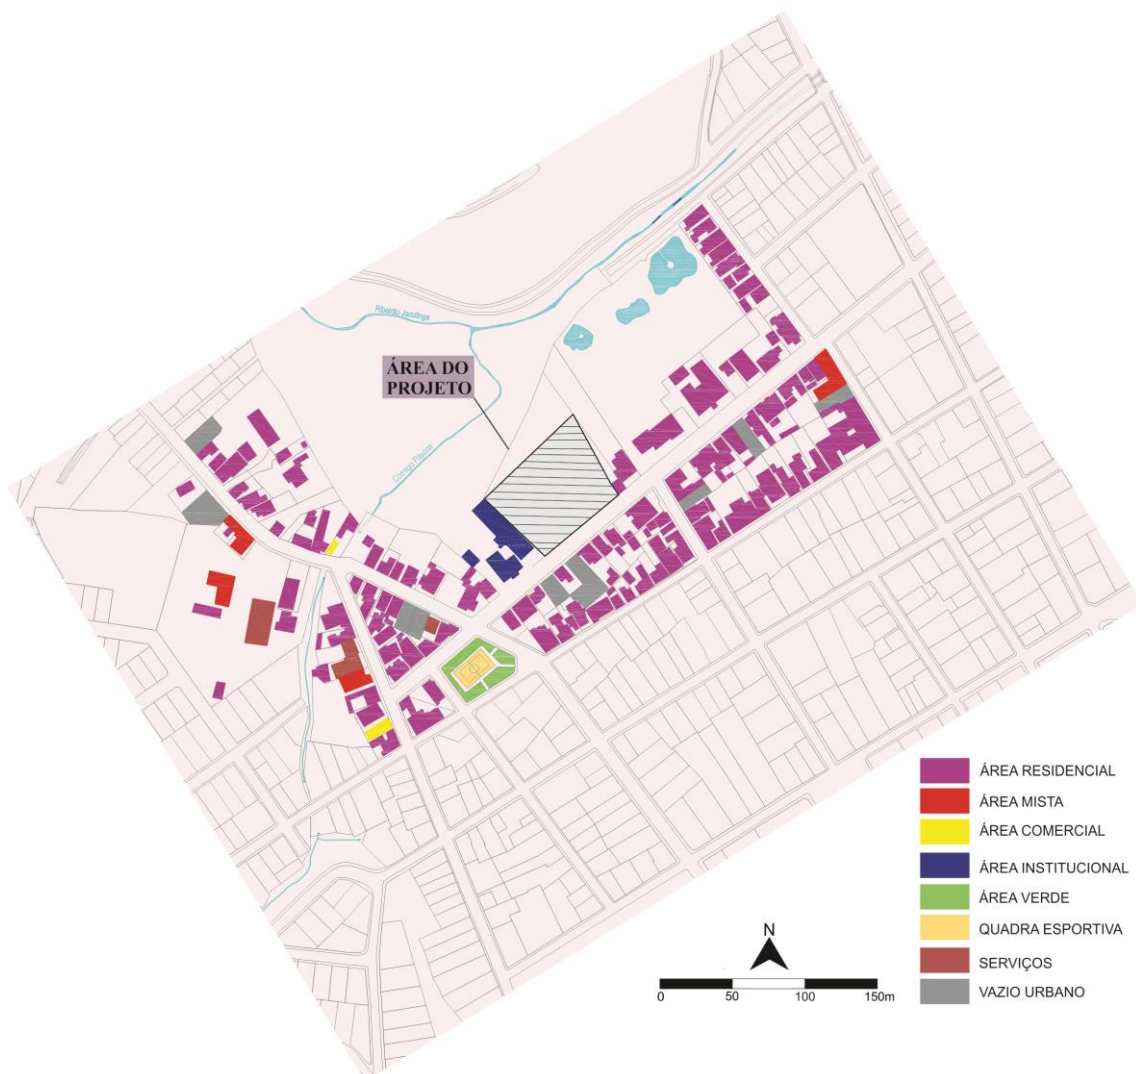 Ribeirão Jacutinga
ÁREA DO
PROJETO
Córrego Piticoa
ÁREA RESIDENCIAL
ÁREA MISTA
ÁREA COMERCIAL
ÁREA INSTITUCIONAL
ÁREA VERDE
QUADRA ESPORTIVA
SERVIÇOS
VAZIO URBANO
N
0 50 100 150m